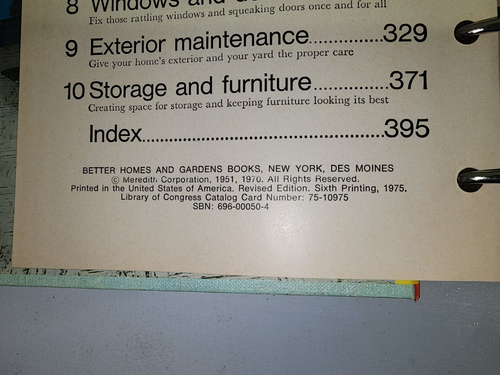 8 Windows and
Fix those rattling windows and squeaking doors once and for all
9 Exterior maintenance...............329
Give your home's exterior and your yard the proper care
10 Storage and furniture...............371
Creating space for storage and keeping furniture looking its best
Index...............................................395
BETTER HOMES AND GARDENS BOOKS, NEW YORK, DES MOINES
© Meredith Corporation, 1951, 1970. All Rights Reserved.
Printed in the United States of America. Revised Edition. Sixth Printing, 1975.
Library of Congress Catalog Card Number: 75-10975
SBN: 696-00050-4